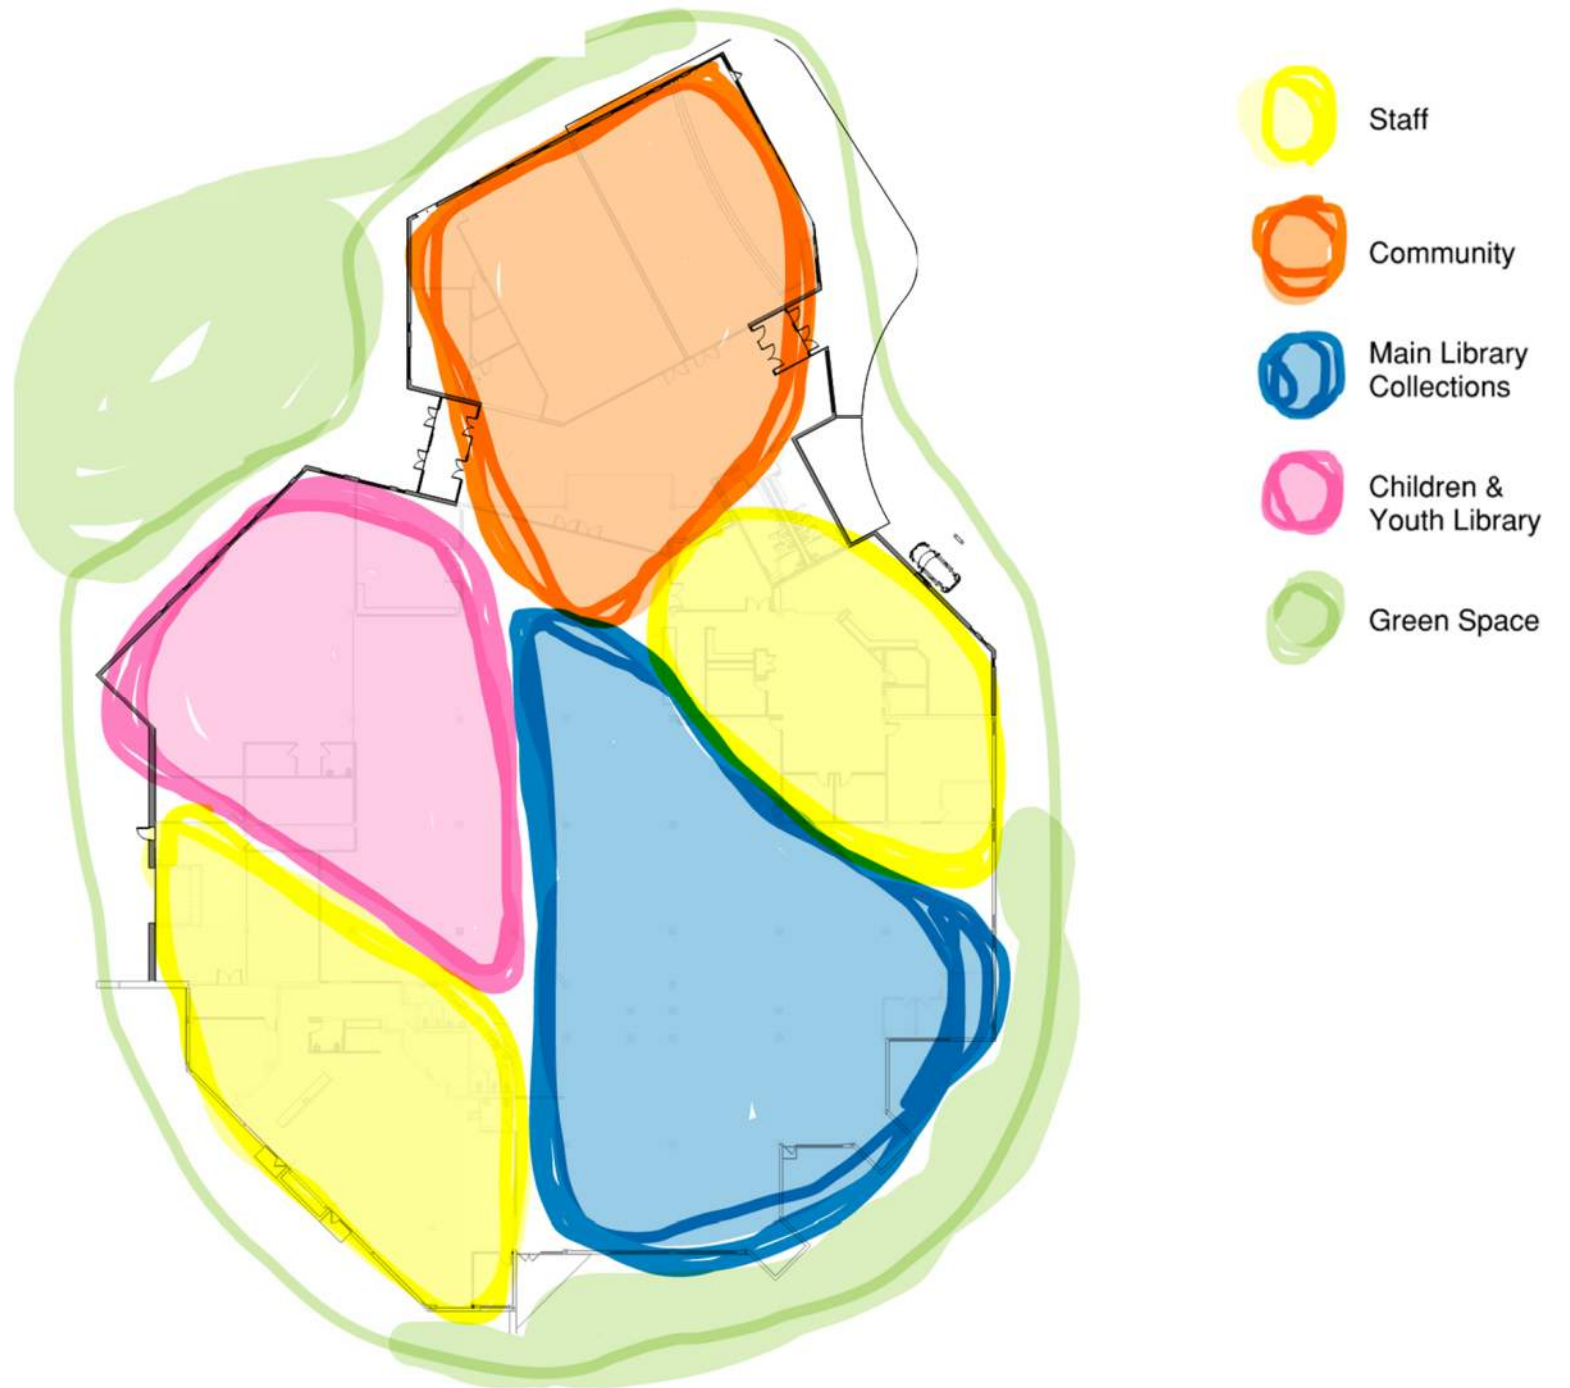 Staff
Community
Main Library
Collections
Children &
Youth Library
Green Space